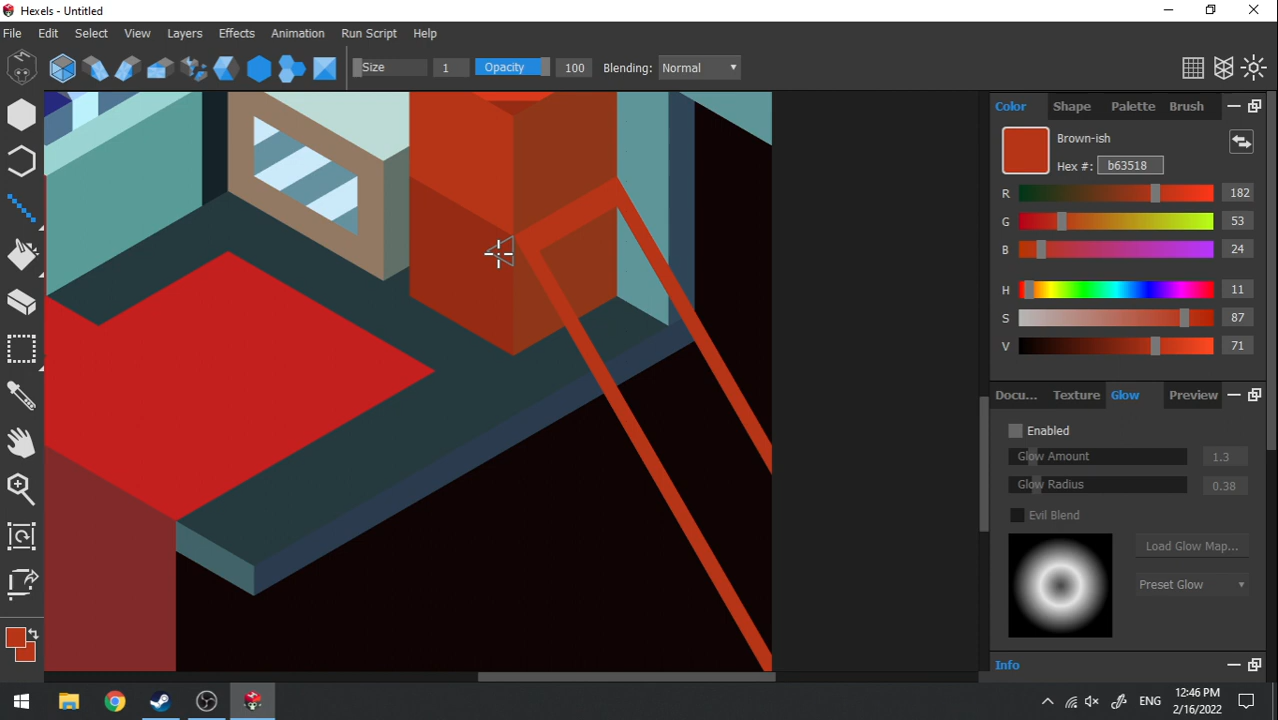 Hexels - Untitled
File Edit Select View Layers Effects Animation Run Script Help
Size 1 Opacity 100 Blending: Normal
Color Shape Palette Brush
Brown-ish
Hex #: b63518
R 182
G 53
B 24
H 11
S 87
V 71
Docu... Texture Glow Preview
Enabled
Glow Amount 1.3
Glow Radius 0.38
Evil Blend
Load Glow Map...
Preset Glow
Info
ENG
12:46 PM
2/16/2022